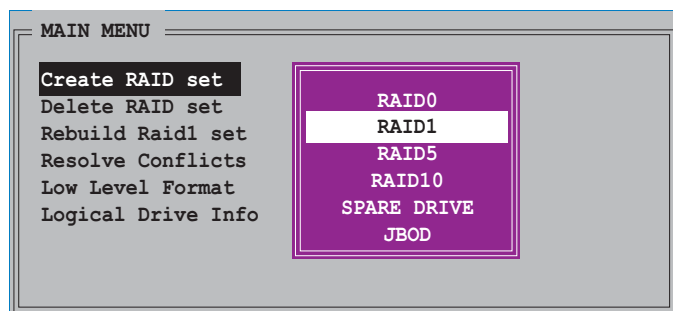 MAIN MENU
Create RAID set
Delete RAID set
Rebuild Raid1 set
Resolve Conflicts
Low Level Format
Logical Drive Info
RAID0
RAID1
RAID5
RAID10
SPARE DRIVE
JBOD